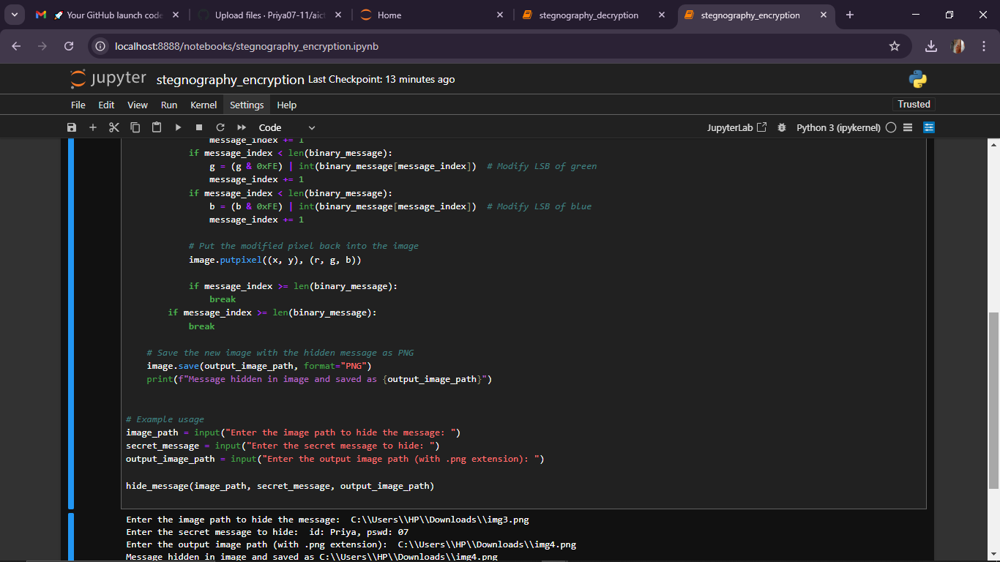 🚀 Your GitHub launch code
Upload files · Priya07-11/aict
Home
stegnography_decryption
stegnography_encryption
localhost:8888/notebooks/stegnography_encryption.ipynb
jupyter stegnography_encryption Last Checkpoint: 13 minutes ago
File Edit View Run Kernel Settings Help Trusted
Code JupyterLab Python 3 (ipykernel)
message_index += 1
if message_index < len(binary_message):
g = (g & 0xFE) | int(binary_message[message_index])  # Modify LSB of green
message_index += 1
if message_index < len(binary_message):
b = (b & 0xFE) | int(binary_message[message_index])  # Modify LSB of blue
message_index += 1
# Put the modified pixel back into the image
image.putpixel((x, y), (r, g, b))
if message_index >= len(binary_message):
break
if message_index >= len(binary_message):
break
# Save the new image with the hidden message as PNG
image.save(output_image_path, format="PNG")
print(f"Message hidden in image and saved as {output_image_path}")
# Example usage
image_path = input("Enter the image path to hide the message: ")
secret_message = input("Enter the secret message to hide: ")
output_image_path = input("Enter the output image path (with .png extension): ")
hide_message(image_path, secret_message, output_image_path)
Enter the image path to hide the message:  C:\\Users\\HP\\Downloads\\img3.png
Enter the secret message to hide:  id: Priya, pswd: 07
Enter the output image path (with .png extension):  C:\\Users\\HP\\Downloads\\img4.png
Message hidden in image and saved as C:\\Users\\HP\\Downloads\\img4.png